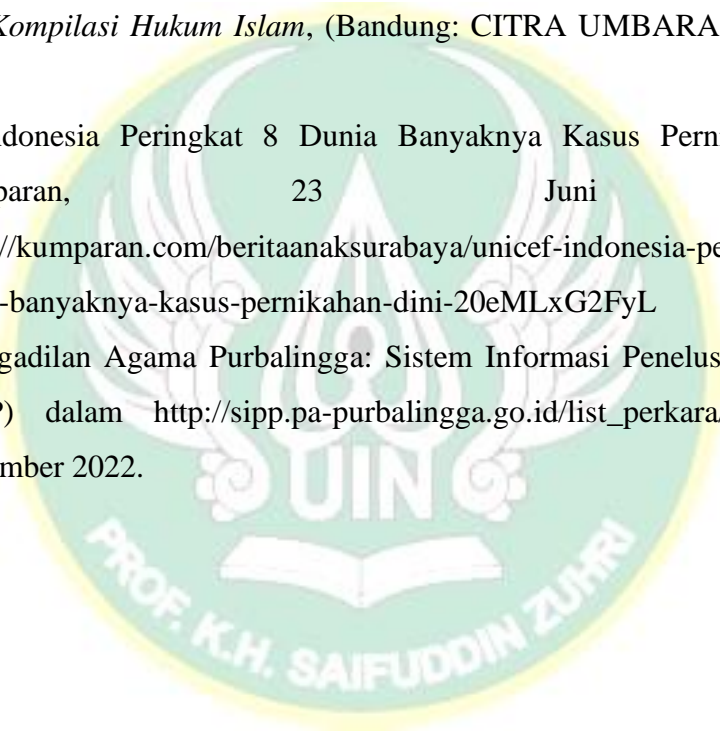 Kompilasi Hukum Islam, (Bandung: CITRA UMBARA
donesia Peringkat 8 Dunia Banyaknya Kasus Pern
paran, 23 Juni
//kumparan.com/beritaanaksurabaya/unicef-indonesia-pe
-banyaknya-kasus-pernikahan-dini-20eMLxG2FyL
gadilan Agama Purbalingga: Sistem Informasi Penelus
P) dalam http://sipp.pa-purbalingga.go.id/list_perkara/
mber 2022.
UIN
PROF. K.H. SAIFUDDIN ZUHRI